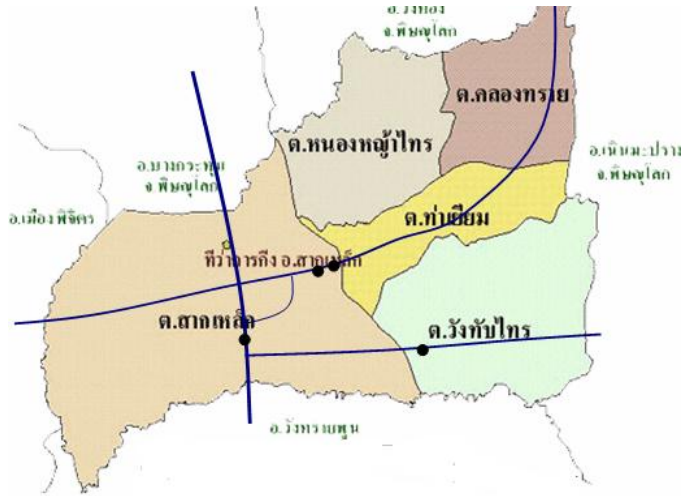 อ.วังทอง
จ.พิษณุโลก
ต.คลองทราย
ต.หนองหญ้าไทร
อ.บางกระทุ่ม
จ.พิษณุโลก
อ.เนินมะปราง
จ.พิษณุโลก
อ.เมืองพิจิตร
ต.ท่าเยี่ยม
ที่ว่าการกิ่ง อ.สากเหล็ก
ต.สากเหล็ก
ต.วังทับไทร
อ.วังทรายพูน